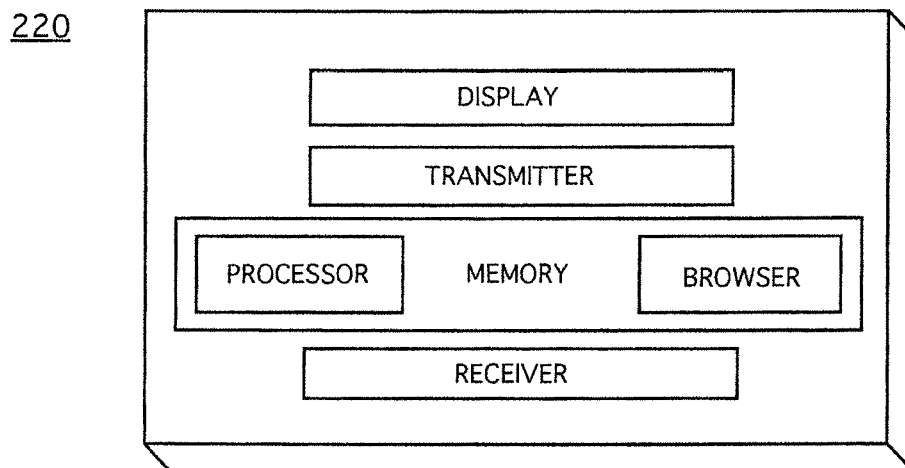 220
DISPLAY
TRANSMITTER
PROCESSOR MEMORY BROWSER
RECEIVER